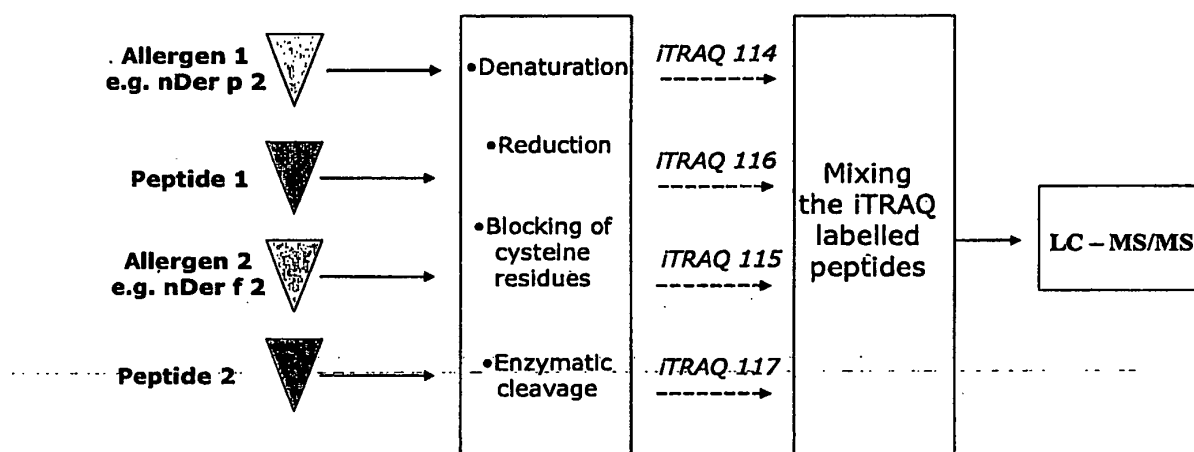 Allergen 1
e.g. nDer p 2
Peptide 1
Allergen 2
e.g. nDer f 2
Peptide 2
•Denaturation
•Reduction
•Blocking of
cysteine
residues
•Enzymatic
cleavage
iTRAQ 114
iTRAQ 116
iTRAQ 115
iTRAQ 117
Mixing
the iTRAQ
labelled
peptides
LC – MS/MS